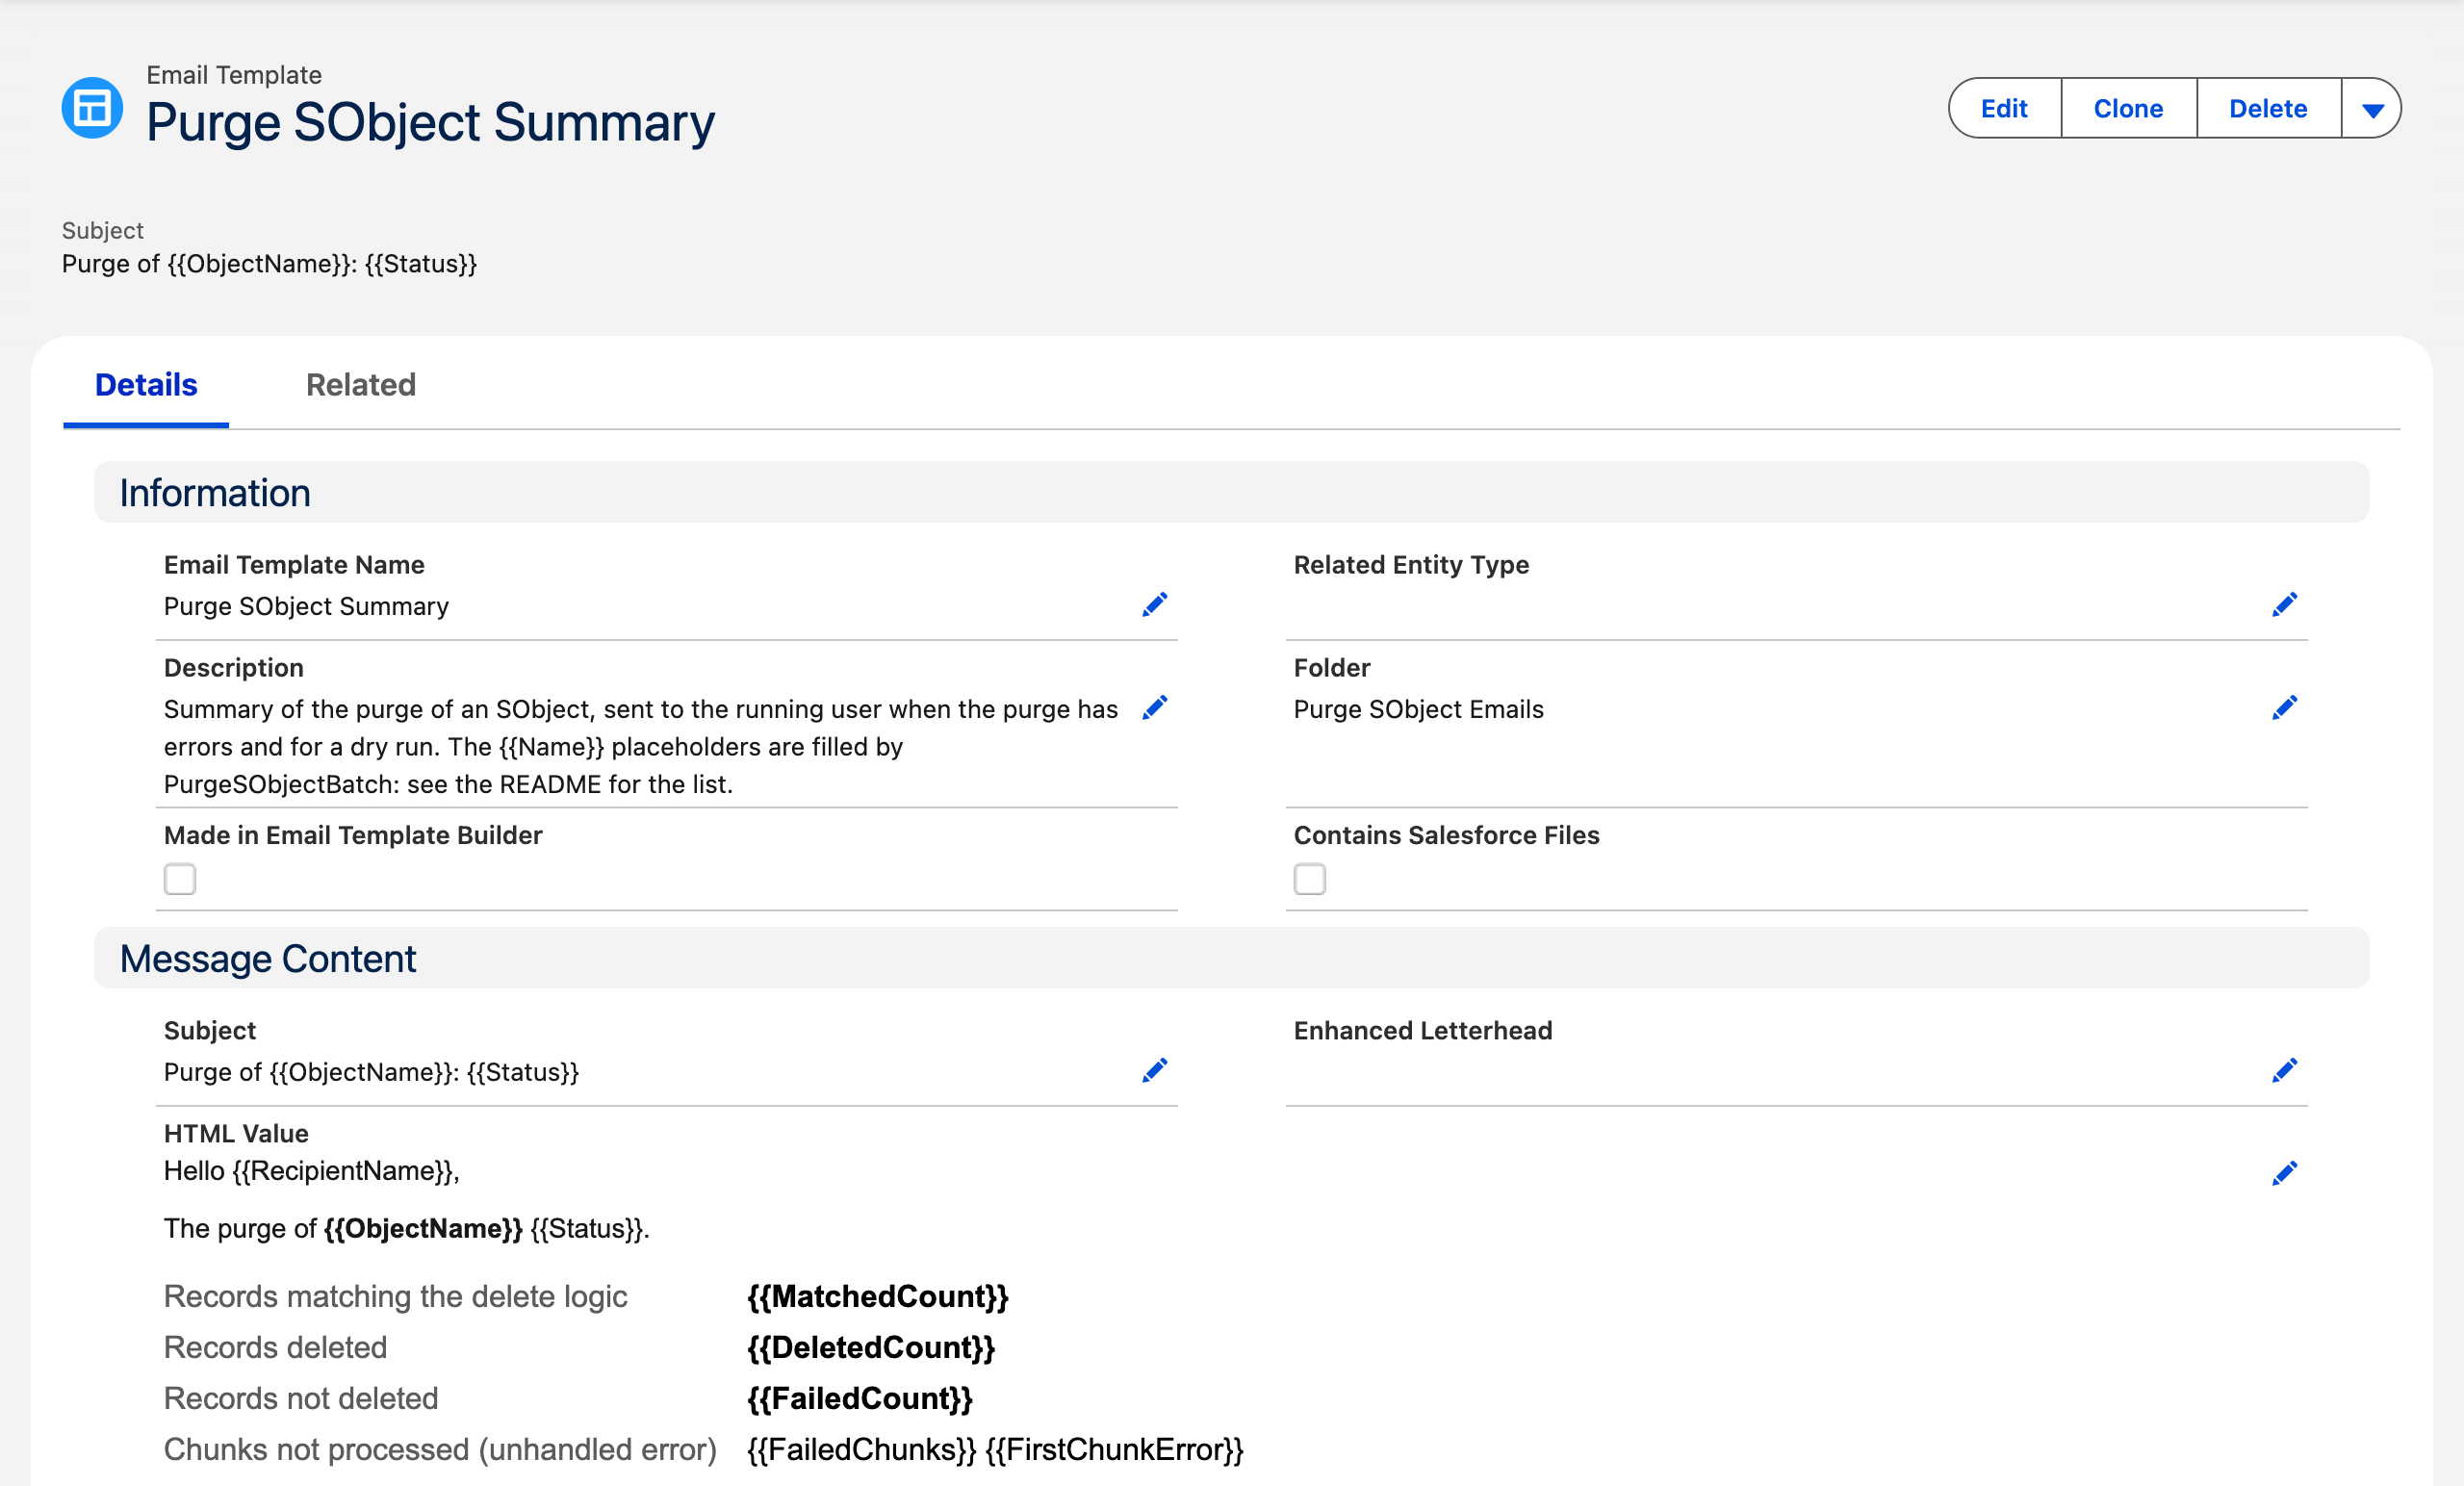 Email Template
Purge SObject Summary
Edit
Clone
Delete
Subject
Purge of {{ObjectName}}: {{Status}}
Details
Related
Information
Email Template Name
Purge SObject Summary
Related Entity Type
Description
Summary of the purge of an SObject, sent to the running user when the purge has
errors and for a dry run. The {{Name}} placeholders are filled by
PurgeSObjectBatch: see the README for the list.
Folder
Purge SObject Emails
Made in Email Template Builder
Contains Salesforce Files
Message Content
Subject
Purge of {{ObjectName}}: {{Status}}
Enhanced Letterhead
HTML Value
Hello {{RecipientName}},
The purge of {{ObjectName}} {{Status}}.
Records matching the delete logic {{MatchedCount}}
Records deleted {{DeletedCount}}
Records not deleted {{FailedCount}}
Chunks not processed (unhandled error) {{FailedChunks}} {{FirstChunkError}}